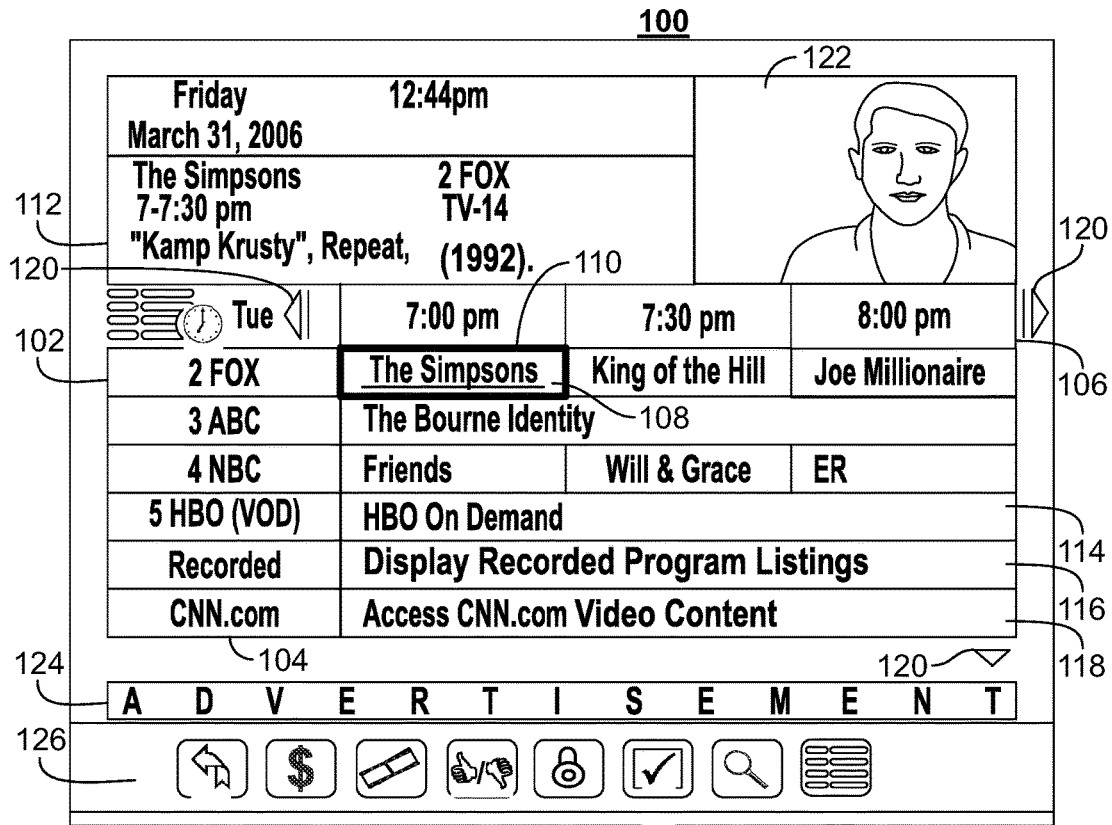 100
122
Friday 12:44pm
March 31, 2006
The Simpsons 2 FOX
7-7:30 pm TV-14
"Kamp Krusty", Repeat, (1992).
112
120
110
120
Tue 7:00 pm 7:30 pm 8:00 pm
102
2 FOX The Simpsons King of the Hill Joe Millionaire
106
3 ABC The Bourne Identity
108
4 NBC Friends Will & Grace ER
5 HBO (VOD) HBO On Demand
114
Recorded Display Recorded Program Listings
116
CNN.com Access CNN.com Video Content
118
104
120
124
A D V E R T I S E M E N T
126
$
/